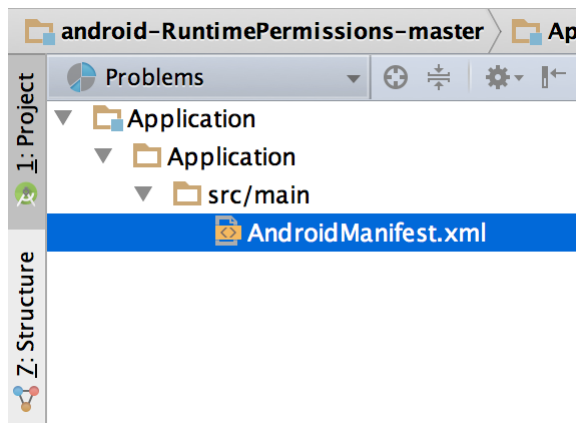 android-RuntimePermissions-master Ap
Problems
1: Project
Application
Application
src/main
AndroidManifest.xml
7: Structure